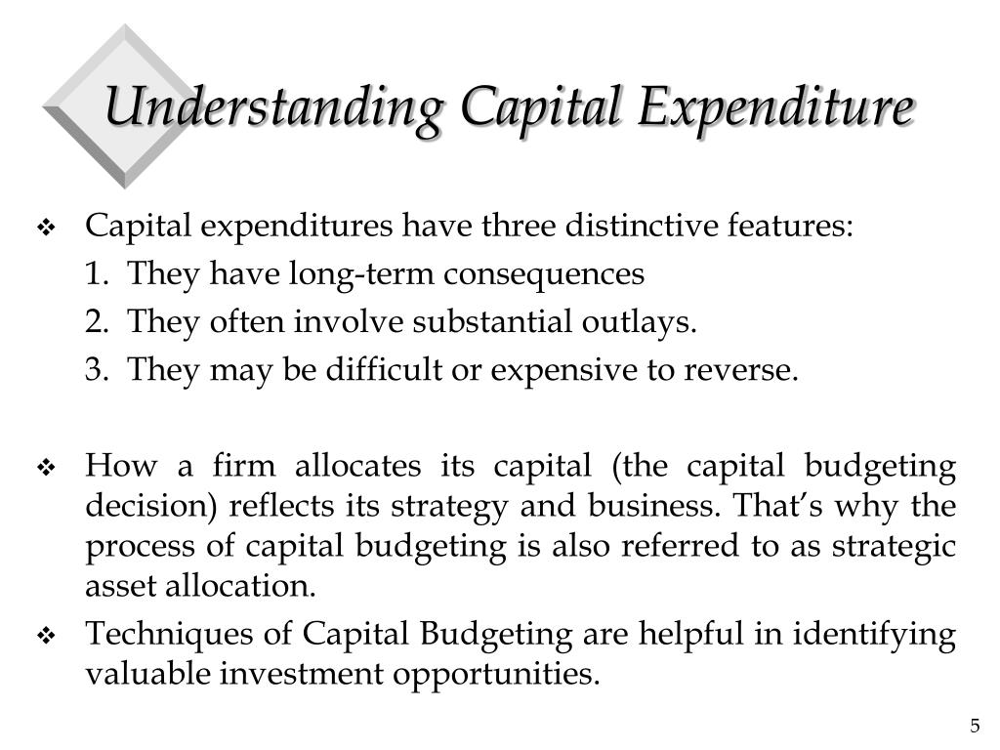 Understanding Capital Expenditure
❖ Capital expenditures have three distinctive features:
1. They have long-term consequences
2. They often involve substantial outlays.
3. They may be difficult or expensive to reverse.
❖ How a firm allocates its capital (the capital budgeting
decision) reflects its strategy and business. That’s why the
process of capital budgeting is also referred to as strategic
asset allocation.
❖ Techniques of Capital Budgeting are helpful in identifying
valuable investment opportunities.
5